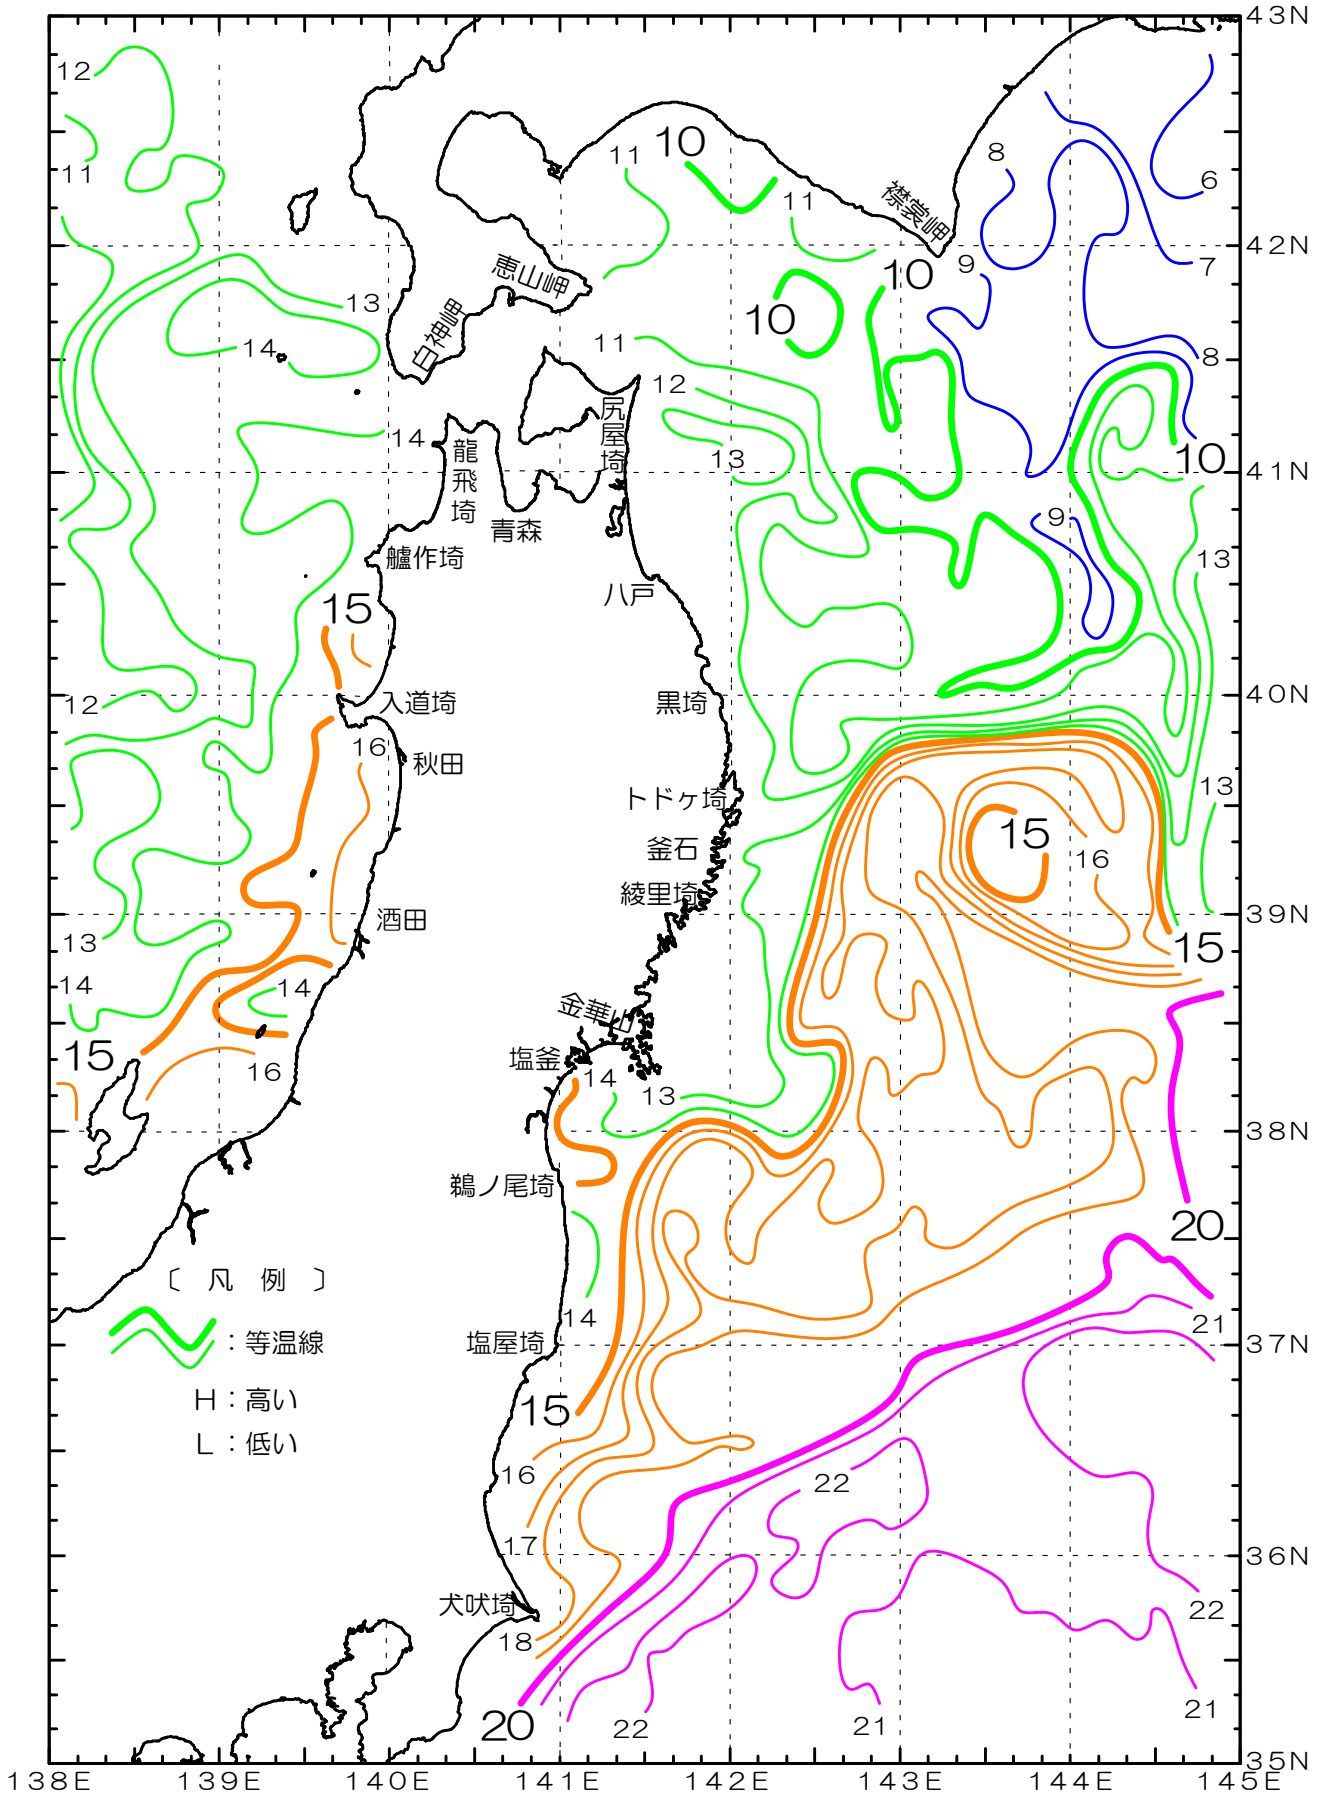 43N
12
10
11
8
11
6
11
襟裳岬
42N
恵山岬
9
7
10
13
10
白神岬
14
11
8
12
尻屋埼
14
龍飛埼
13
41N
10
青森
9
艫作埼
13
八戸
15
入道埼
黒埼
40N
12
16
秋田
13
トドヶ埼
15
釜石
16
綾里埼
酒田
39N
13
15
14
14
金華山
15
塩釜
14
16
13
38N
鵜ノ尾埼
20
〔 凡 例 〕
14
21
：等温線
塩屋埼
37N
H：高い
15
L：低い
16
22
17
36N
犬吠埼
22
18
21
20
22
21
35N
138E
139E
140E
141E
142E
143E
144E
145E